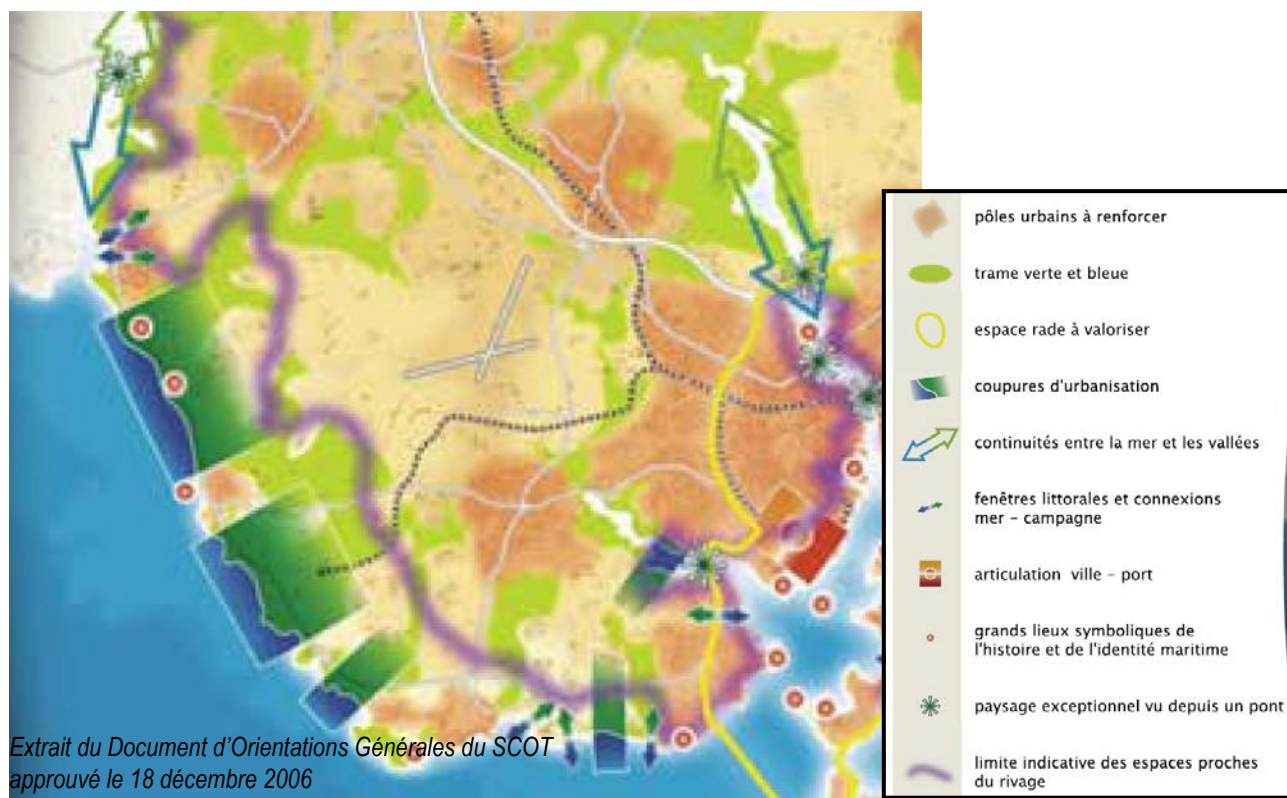 pôles urbains à renforcer
trame verte et bleue
espace rade à valoriser
coupures d'urbanisation
continuités entre la mer et les vallées
fenêtres littorales et connexions
mer – campagne
articulation ville – port
grands lieux symboliques de
l'histoire et de l'identité maritime
paysage exceptionnel vu depuis un pont
limite indicative des espaces proches
du rivage
Extrait du Document d'Orientations Générales du SCOT
approuvé le 18 décembre 2006